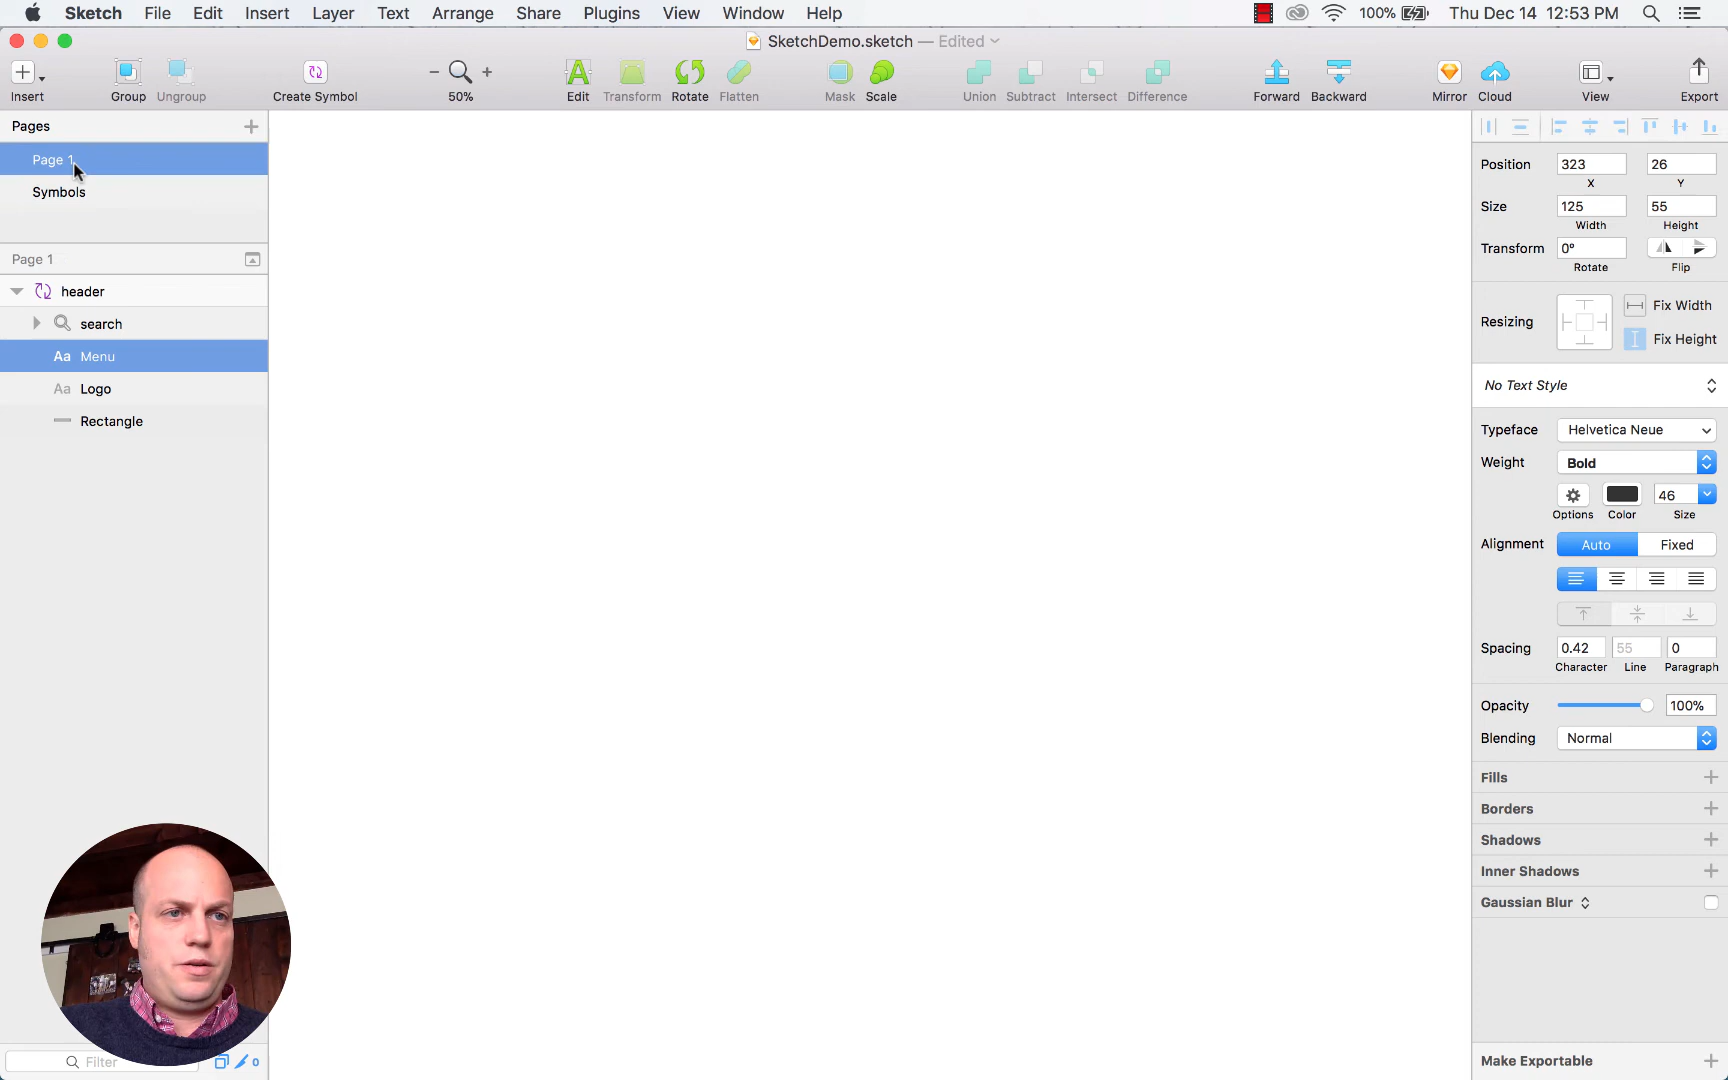 Sketch File Edit Insert Layer Text Arrange Share Plugins View Window Help 100% Thu Dec 14 12:53 PM
SketchDemo.sketch — Edited
Insert Group Ungroup Create Symbol 50% Edit Transform Rotate Flatten Mask Scale Union Subtract Intersect Difference Forward Backward Mirror Cloud View Export
Pages
Page 1
Symbols
Page 1
header
search
Aa Menu
Aa Logo
Rectangle
Filter 0
Position 323 26
X Y
Size 125 55
Width Height
Transform 0°
Rotate Flip
Resizing Fix Width
Fix Height
No Text Style
Typeface Helvetica Neue
Weight Bold
46
Options Color Size
Alignment Auto Fixed
Spacing 0.42 55 0
Character Line Paragraph
Opacity 100%
Blending Normal
Fills
Borders
Shadows
Inner Shadows
Gaussian Blur
Make Exportable